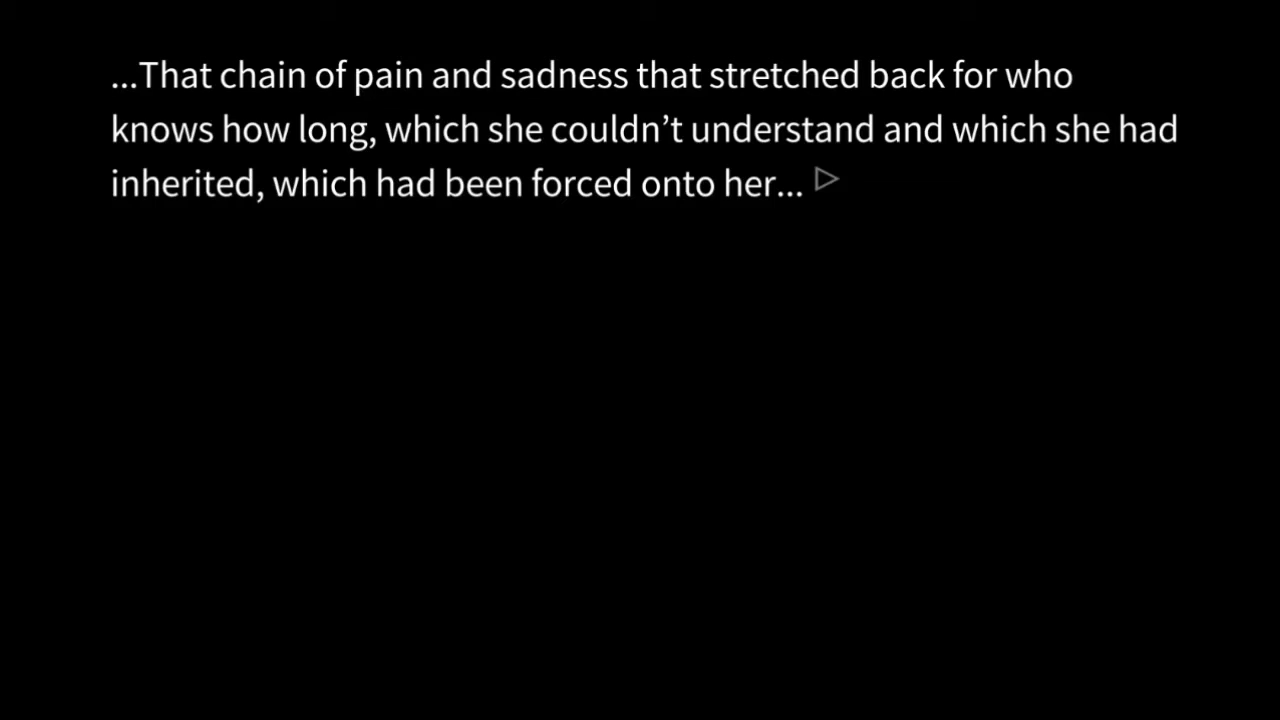 ...That chain of pain and sadness that stretched back for who
knows how long, which she couldn’t understand and which she had
inherited, which had been forced onto her...